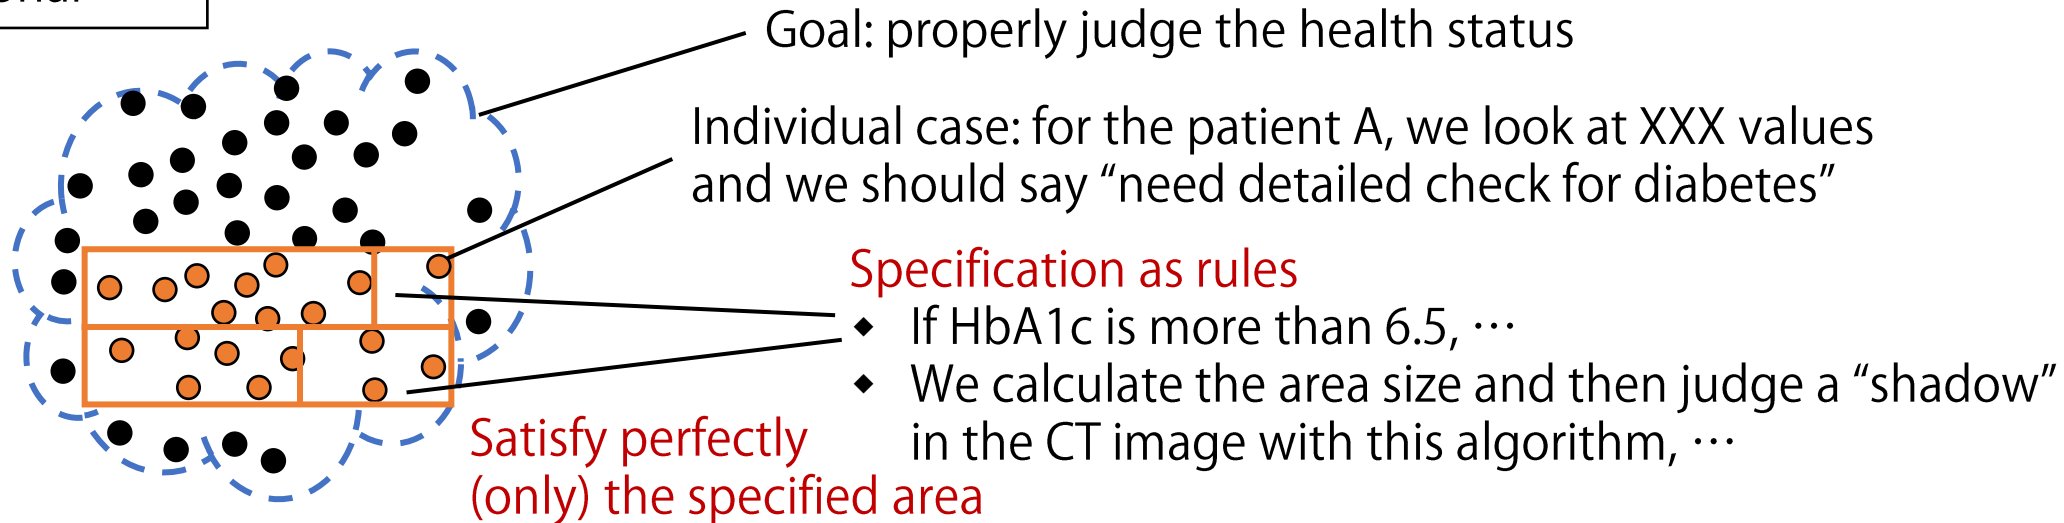 Goal: properly judge the health status
Individual case: for the patient A, we look at XXX values
and we should say “need detailed check for diabetes”
Specification as rules
◆ If HbA1c is more than 6.5, ⋯
◆ We calculate the area size and then judge a “shadow”
in the CT image with this algorithm, ⋯
Satisfy perfectly
(only) the specified area